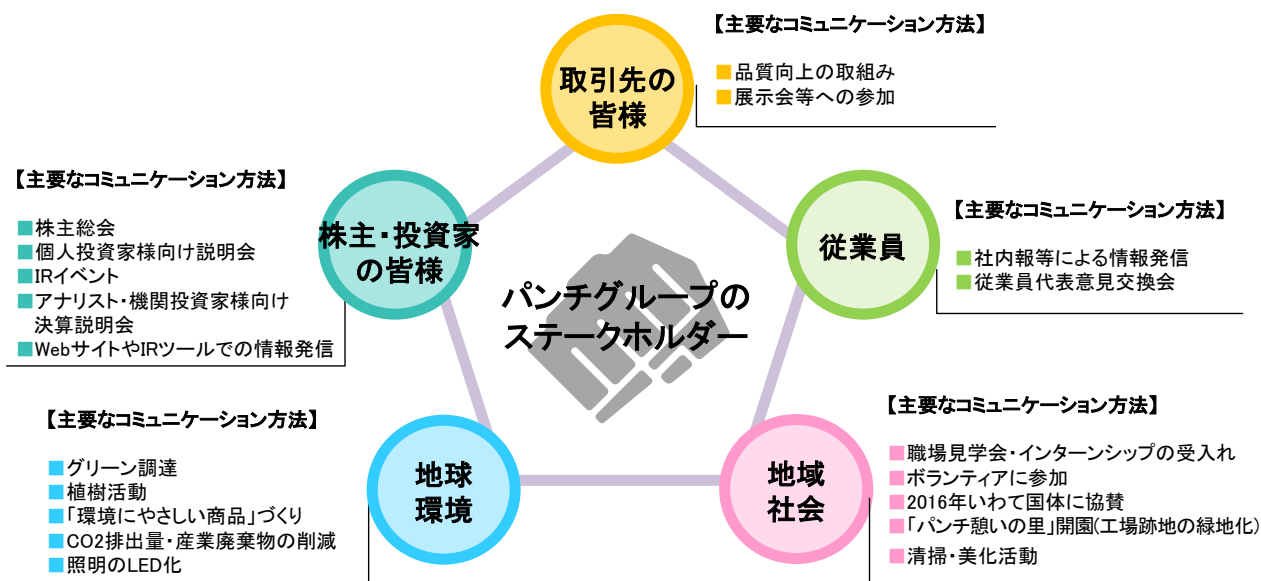 【主要なコミュニケーション方法】
■品質向上の取組み
■展示会等への参加
取引先の
皆様
【主要なコミュニケーション方法】
■株主総会
■個人投資家様向け説明会
■IRイベント
■アナリスト・機関投資家様向け
決算説明会
■WebサイトやIRツールでの情報発信
株主・投資家
の皆様
従業員
【主要なコミュニケーション方法】
■社内報等による情報発信
■従業員代表意見交換会
パンチグループの
ステークホルダー
【主要なコミュニケーション方法】
■グリーン調達
■植樹活動
■「環境にやさしい商品」づくり
■CO2排出量・産業廃棄物の削減
■照明のLED化
地球
環境
地域
社会
【主要なコミュニケーション方法】
■職場見学会・インターンシップの受入れ
■ボランティアに参加
■2016年いわて国体に協賛
■「パンチ憩いの里」開園(工場跡地の緑地化)
■清掃・美化活動